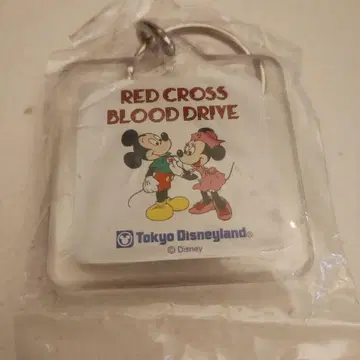 RED CROSS
BLOOD DRIVE
Tokyo Disneyland®
© Disney